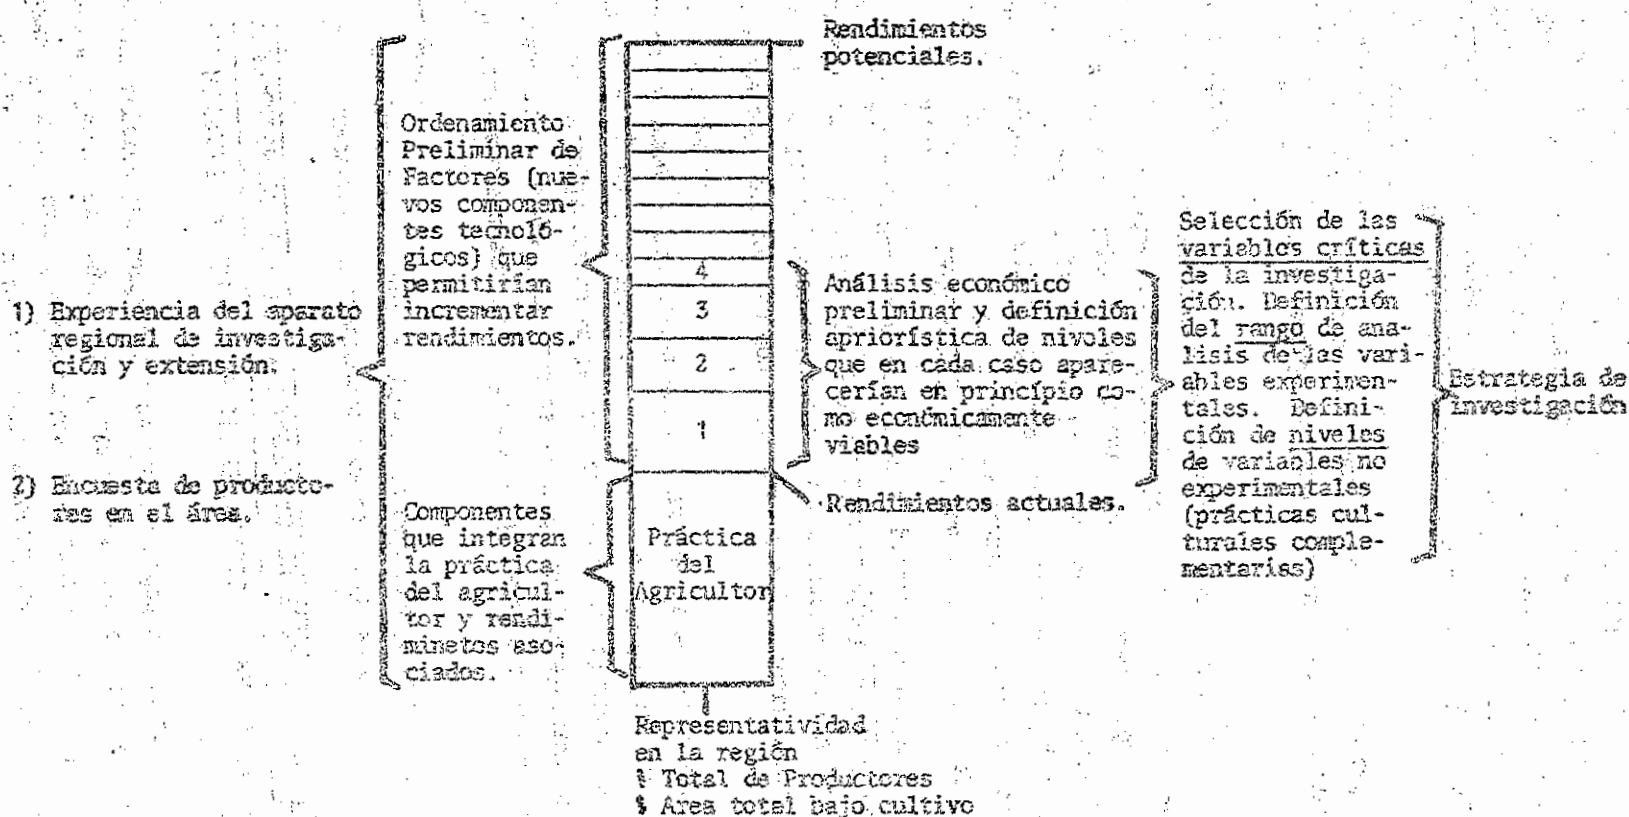 Rendimientos
potenciales.
Ordenamiento
Preliminar de
Factores (nue-
vos componen-
tes tecnoló-
gicos) que
permitirían
incrementar
rendimientos.
1) Experiencia del aparato
regional de investiga-
ción y extensión.
2) Encuesta de producto-
res en el área.
Componentes
que integran
la práctica
del agricul-
tor y rendi-
minetos aso-
ciados.
4
3
2
1
Práctica
del
Agricultor
Análisis económico
preliminar y definición
apriorística de niveles
que en cada caso apare-
cerían en principio co-
mo económicamente
viables
Rendimientos actuales.
Selección de las
variables críticas
de la investiga-
ción. Definición
del rango de aná-
lisis de las vari-
ables experimen-
tales. Defini-
ción de niveles
de variables no
experimentales
(prácticas cul-
turales comple-
mentarias)
Estrategia de
investigación
Representatividad
en la región
% Total de Productores
% Area total bajo cultivo